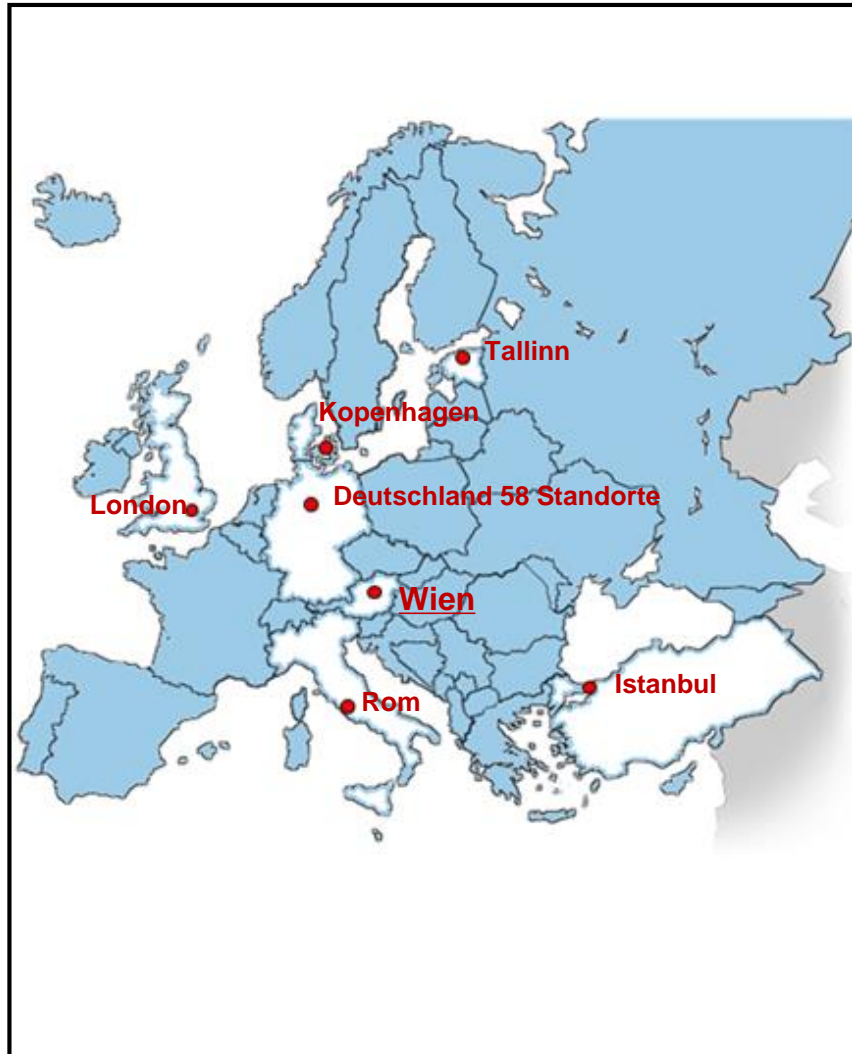 Tallinn
Kopenhagen
London
Deutschland 58 Standorte
Wien
Istanbul
Rom